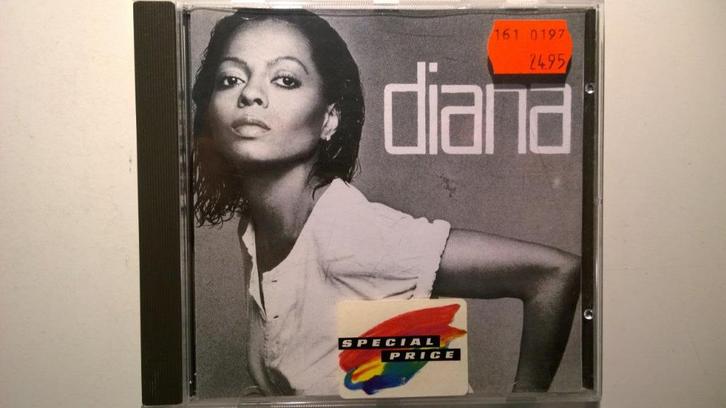 161 0197
24.95
diana
SPECIAL
PRICE